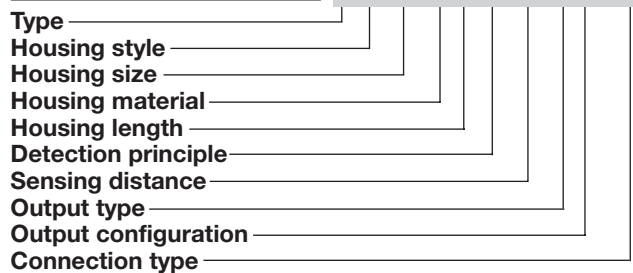 Type
Housing style
Housing size
Housing material
Housing length
Detection principle
Sensing distance
Output type
Output configuration
Connection type